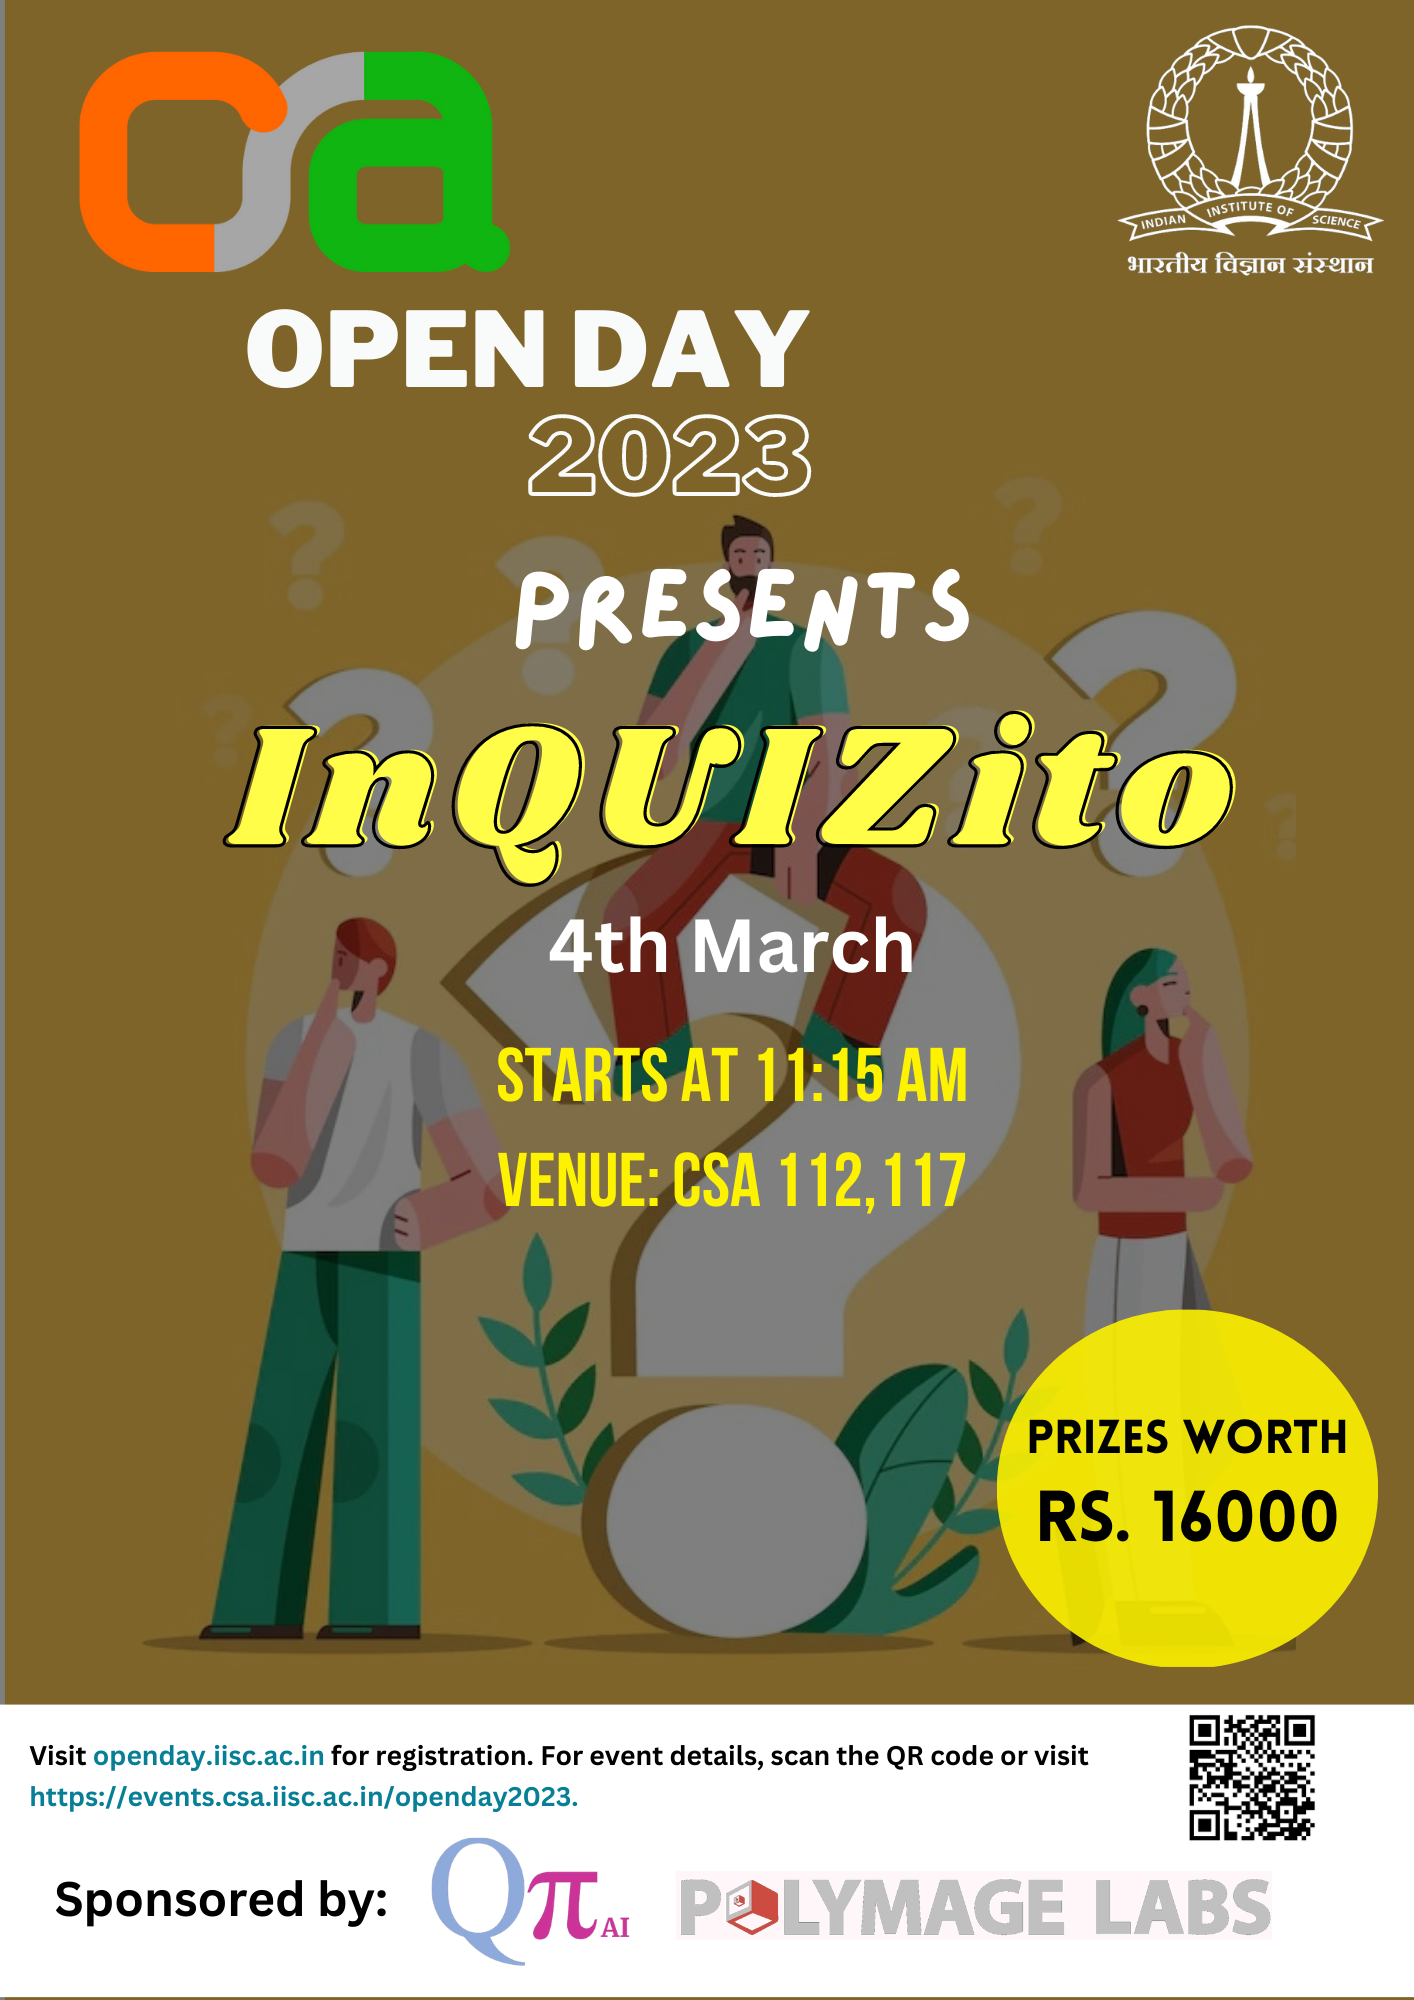 csa
INDIAN INSTITUTE OF SCIENCE
भारतीय विज्ञान संस्थान
OPEN DAY
2023
PRESENTS
InQUIZito
4th March
STARTS AT 11:15 AM
VENUE: CSA 112,117
PRIZES WORTH
RS. 16000
Visit openday.iisc.ac.in for registration. For event details, scan the QR code or visit
https://events.csa.iisc.ac.in/openday2023.
Sponsored by: QπAI POLYMAGE LABS